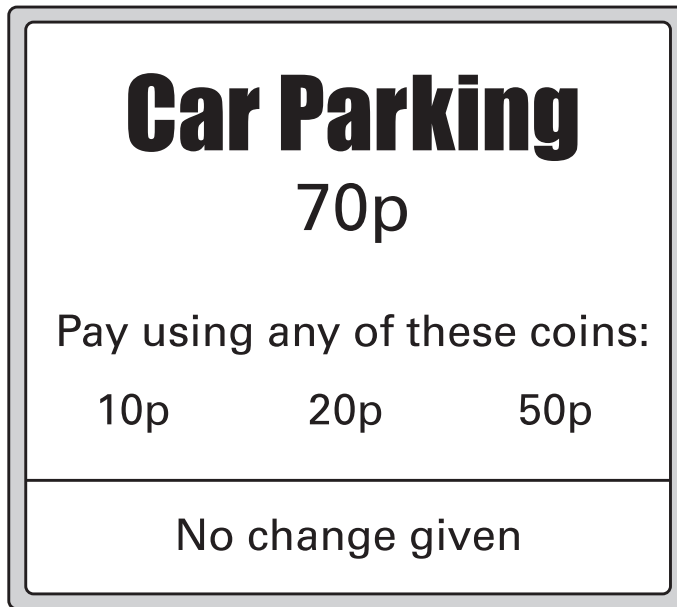 Car Parking
70p
Pay using any of these coins:
10p 20p 50p
No change given